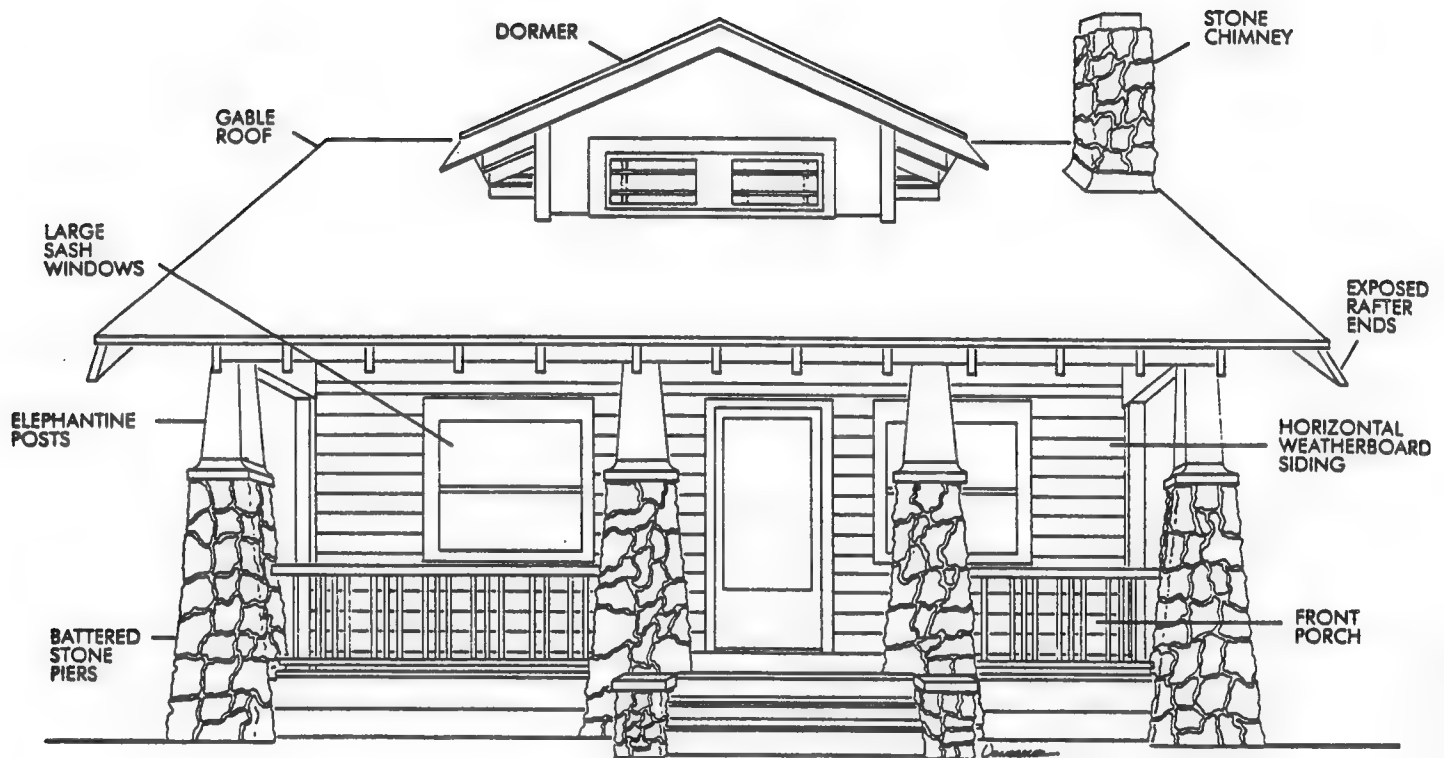 DORMER
STONE
CHIMNEY
GABLE
ROOF
LARGE
SASH
WINDOWS
EXPOSED
RAFTER
ENDS
ELEPHANTINE
POSTS
HORIZONTAL
WEATHERBOARD
SIDING
BATTERED
STONE
PIERS
FRONT
PORCH